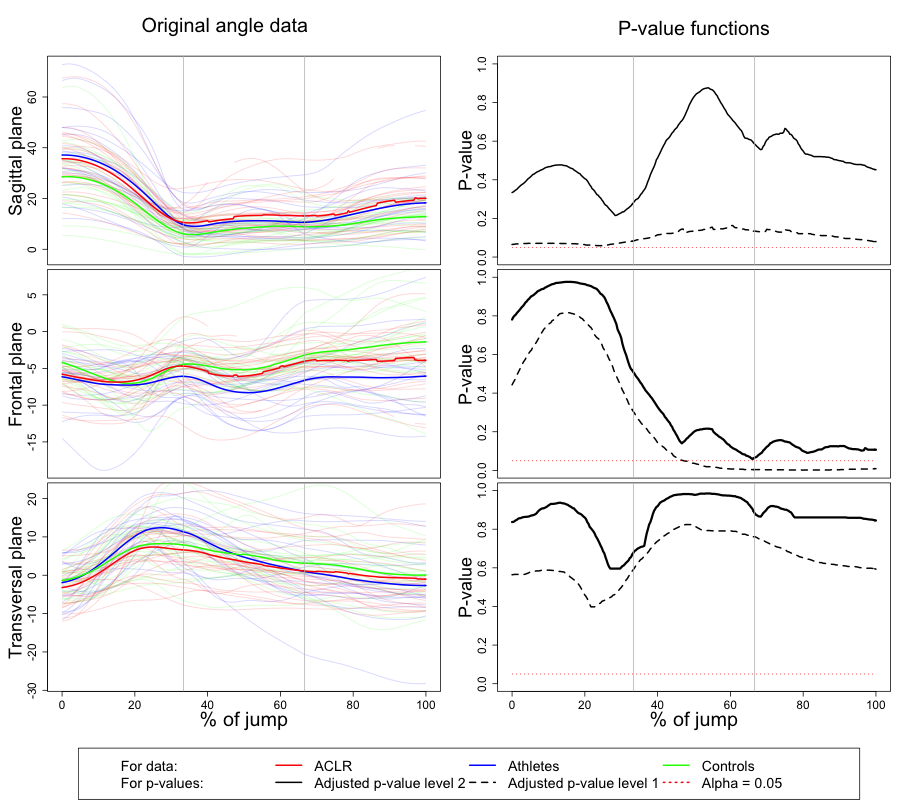 Original angle data
P-value functions
Sagittal plane
0 20 40 60
P-value
0.0 0.2 0.4 0.6 0.8 1.0
Frontal plane
-15 -10 -5 0 5
P-value
0.0 0.2 0.4 0.6 0.8 1.0
Transversal plane
-30 -20 10 0 10 20
P-value
0.0 0.2 0.4 0.6 0.8 1.0
0 20 40 60 80 100
0 20 40 60 80 100
% of jump
% of jump
For data: ACLR Athletes Controls
For p-values: Adjusted p-value level 2 Adjusted p-value level 1 Alpha = 0.05